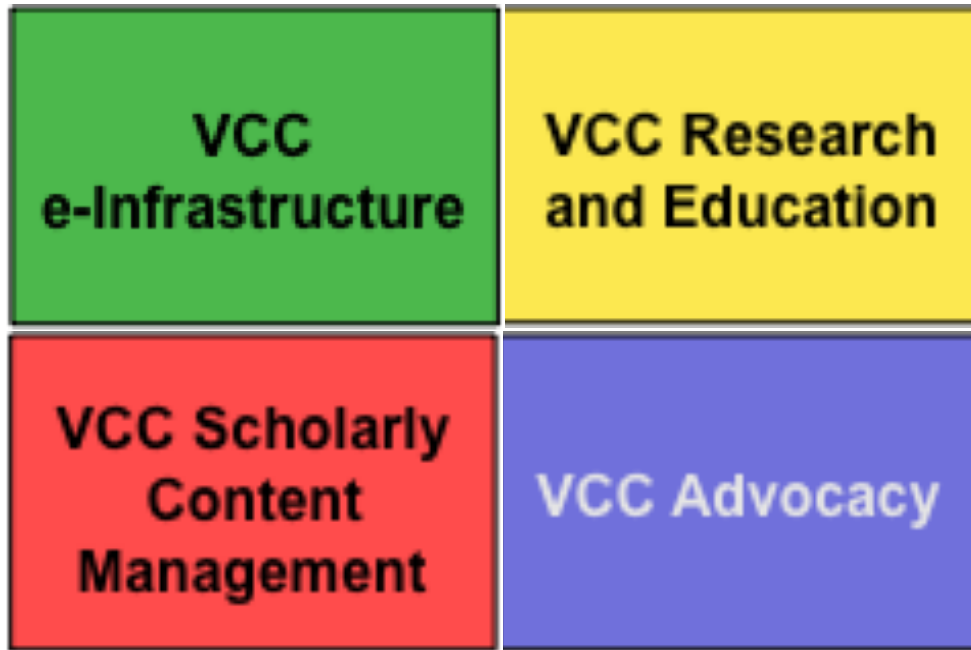 VCC
e-Infrastructure
VCC Research
and Education
VCC Scholarly
Content
Management
VCC Advocacy